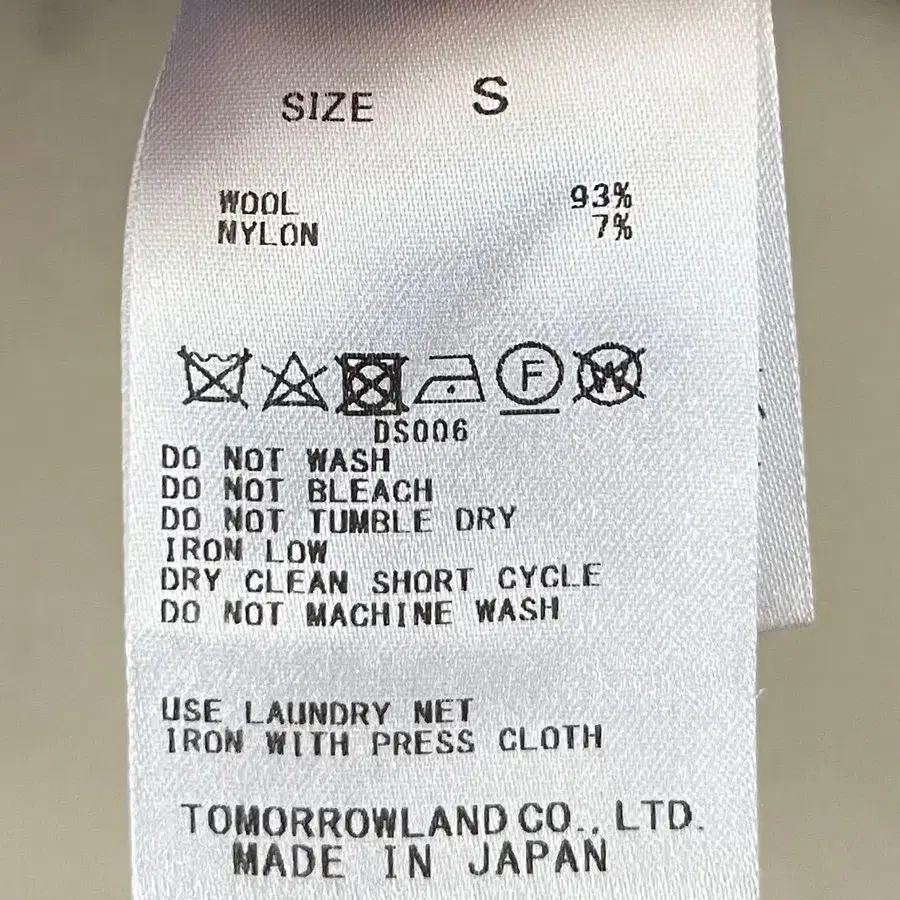 SIZE S
WOOL 93%
NYLON 7%
F W
DS006
DO NOT WASH
DO NOT BLEACH
DO NOT TUMBLE DRY
IRON LOW
DRY CLEAN SHORT CYCLE
DO NOT MACHINE WASH
USE LAUNDRY NET
IRON WITH PRESS CLOTH
TOMORROWLAND CO., LTD.
MADE IN JAPAN